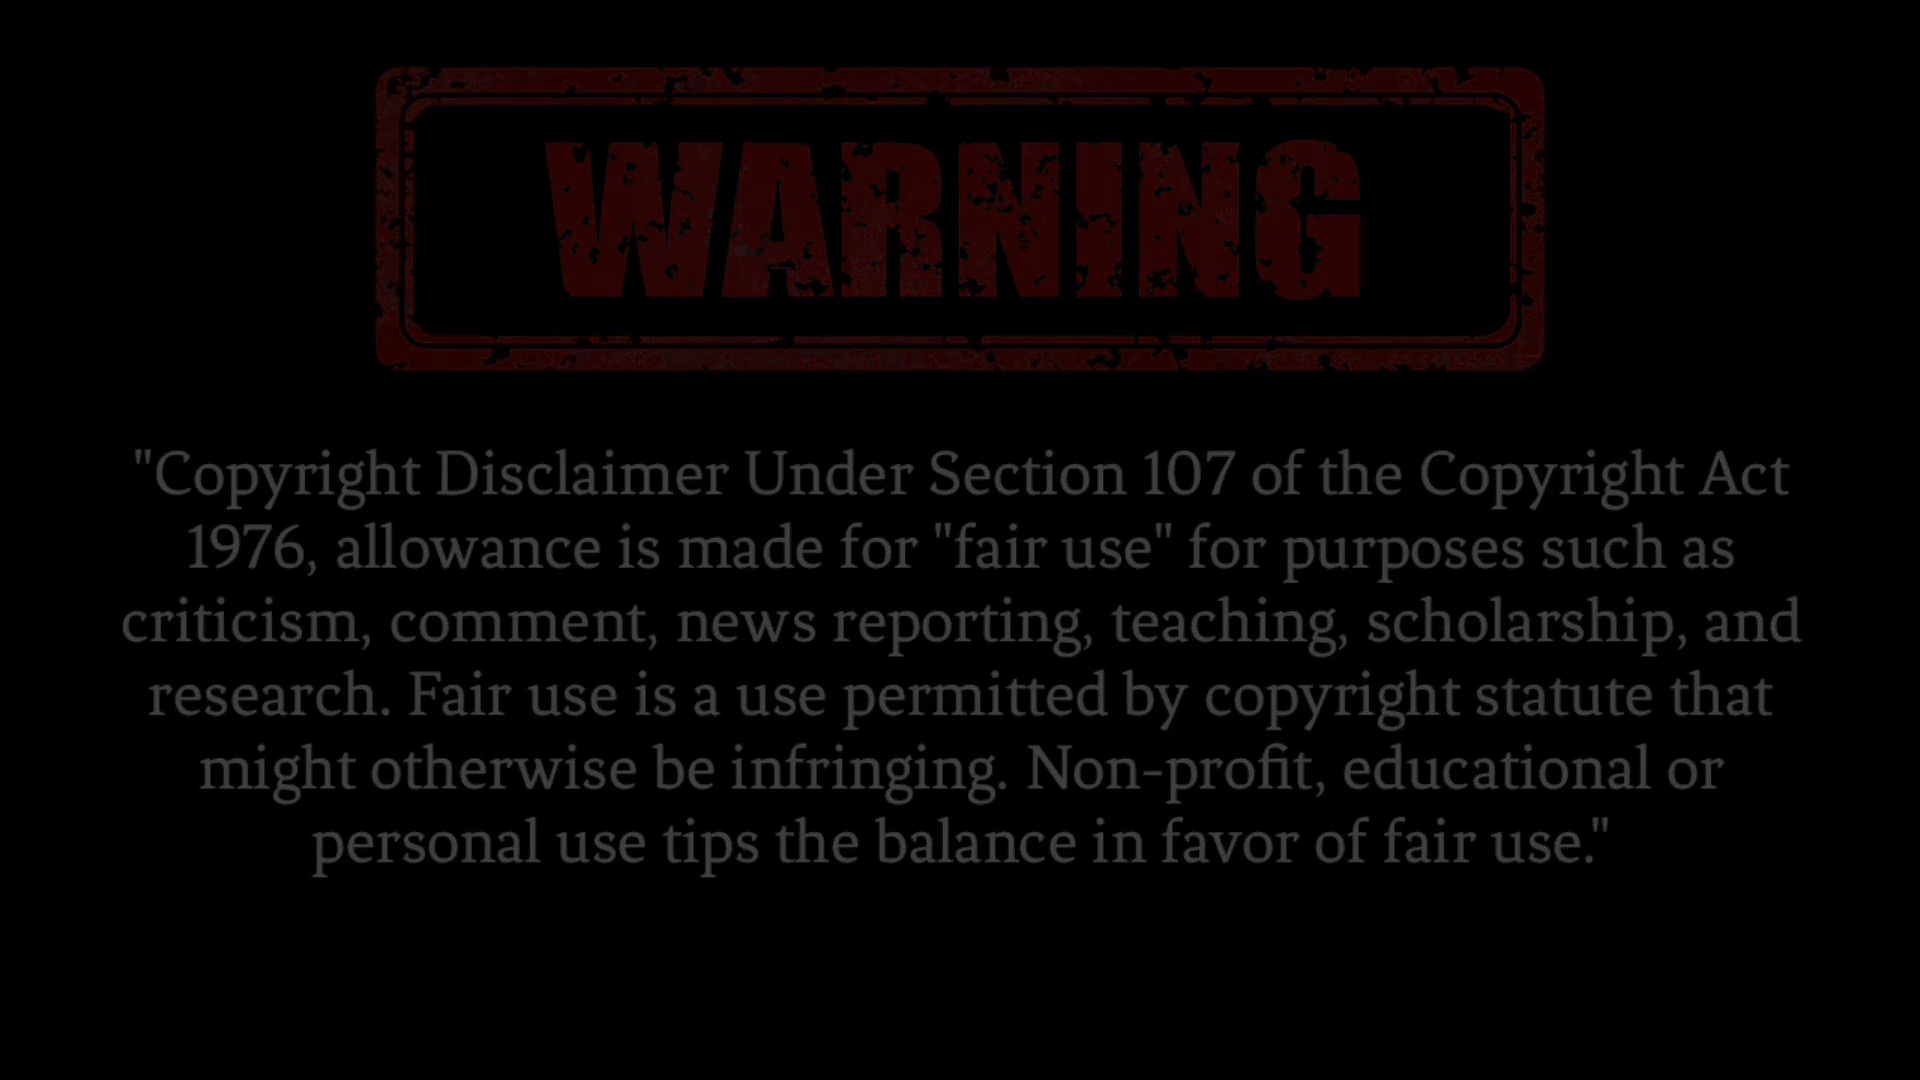 WARNING
"Copyright Disclaimer Under Section 107 of the Copyright Act
1976, allowance is made for "fair use" for purposes such as
criticism, comment, news reporting, teaching, scholarship, and
research. Fair use is a use permitted by copyright statute that
might otherwise be infringing. Non-profit, educational or
personal use tips the balance in favor of fair use."